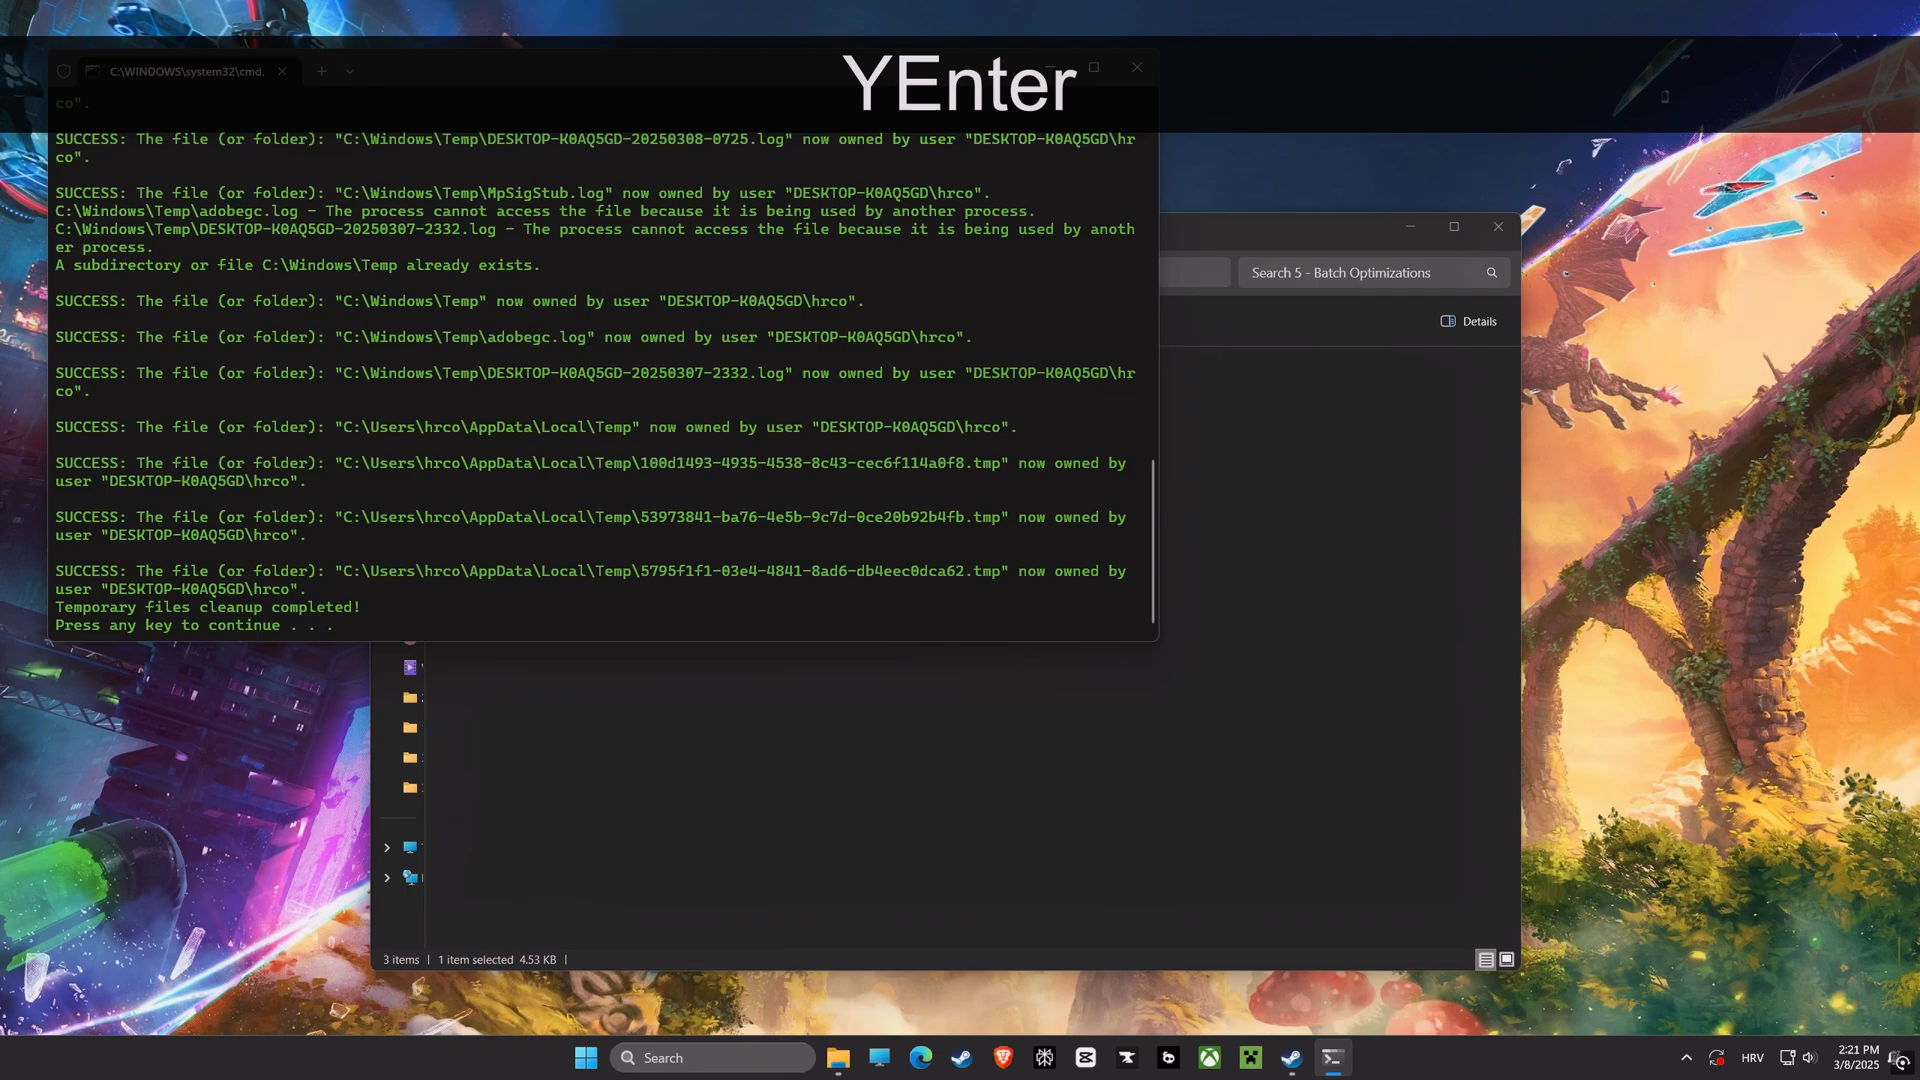 YEnter
C:\WINDOWS\system32\cmd.
co".
SUCCESS: The file (or folder): "C:\Windows\Temp\DESKTOP-K0AQ5GD-20250308-0725.log" now owned by user "DESKTOP-K0AQ5GD\hr
co".
SUCCESS: The file (or folder): "C:\Windows\Temp\MpSigStub.log" now owned by user "DESKTOP-K0AQ5GD\hrco".
C:\Windows\Temp\adobegc.log - The process cannot access the file because it is being used by another process.
C:\Windows\Temp\DESKTOP-K0AQ5GD-20250307-2332.log - The process cannot access the file because it is being used by anoth
er process.
A subdirectory or file C:\Windows\Temp already exists.
SUCCESS: The file (or folder): "C:\Windows\Temp" now owned by user "DESKTOP-K0AQ5GD\hrco".
SUCCESS: The file (or folder): "C:\Windows\Temp\adobegc.log" now owned by user "DESKTOP-K0AQ5GD\hrco".
SUCCESS: The file (or folder): "C:\Windows\Temp\DESKTOP-K0AQ5GD-20250307-2332.log" now owned by user "DESKTOP-K0AQ5GD\hr
co".
SUCCESS: The file (or folder): "C:\Users\hrco\AppData\Local\Temp" now owned by user "DESKTOP-K0AQ5GD\hrco".
SUCCESS: The file (or folder): "C:\Users\hrco\AppData\Local\Temp\100d1493-4935-4538-8c43-cec6f114a0f8.tmp" now owned by
user "DESKTOP-K0AQ5GD\hrco".
SUCCESS: The file (or folder): "C:\Users\hrco\AppData\Local\Temp\53973841-ba76-4e5b-9c7d-0ce20b92b4fb.tmp" now owned by
user "DESKTOP-K0AQ5GD\hrco".
SUCCESS: The file (or folder): "C:\Users\hrco\AppData\Local\Temp\5795f1f1-03e4-4841-8ad6-db4eec0dca62.tmp" now owned by
user "DESKTOP-K0AQ5GD\hrco".
Temporary files cleanup completed!
Press any key to continue . . .
Search 5 - Batch Optimizations
Details
3 items | 1 item selected 4.53 KB |
Search
HRV
2:21 PM
3/8/2025